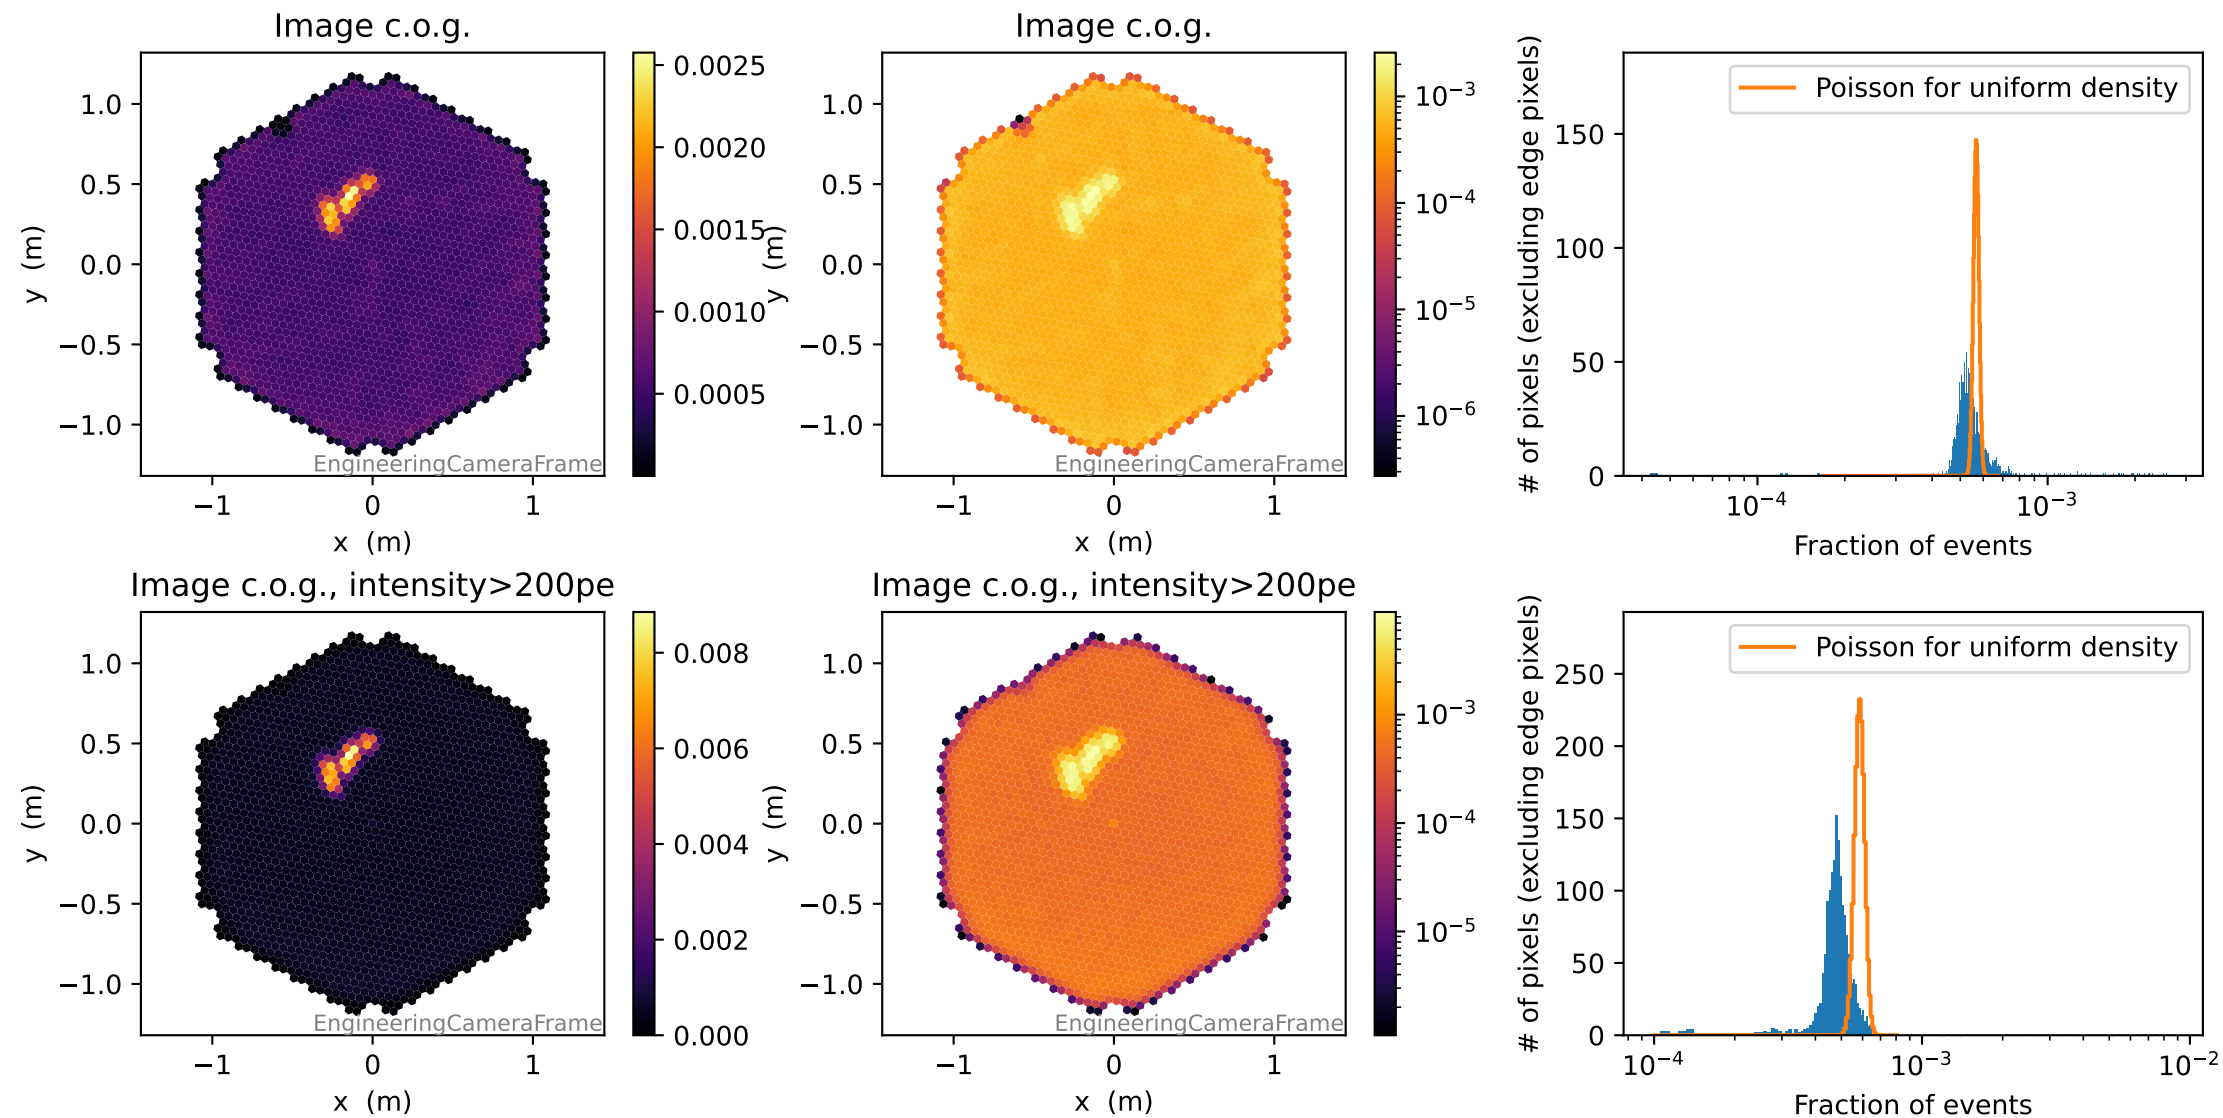 Image c.o.g.
1.0
0.5
0.0
−0.5
−1.0
y (m)
−1 0 1
x (m)
EngineeringCameraFrame
0.0025
0.0020
0.0015
0.0010
0.0005
Image c.o.g.
1.0
0.5
0.0
−0.5
−1.0
y (m)
−1 0 1
x (m)
EngineeringCameraFrame
10⁻³
10⁻⁴
10⁻⁵
10⁻⁶
Poisson for uniform density
# of pixels (excluding edge pixels)
150
100
50
0
10⁻⁴ 10⁻³
Fraction of events
Image c.o.g., intensity>200pe
1.0
0.5
0.0
−0.5
−1.0
y (m)
−1 0 1
x (m)
EngineeringCameraFrame
0.008
0.006
0.004
0.002
0.000
Image c.o.g., intensity>200pe
1.0
0.5
0.0
−0.5
−1.0
y (m)
−1 0 1
x (m)
EngineeringCameraFrame
10⁻³
10⁻⁴
10⁻⁵
Poisson for uniform density
# of pixels (excluding edge pixels)
250
200
150
100
50
0
10⁻⁴ 10⁻³ 10⁻²
Fraction of events